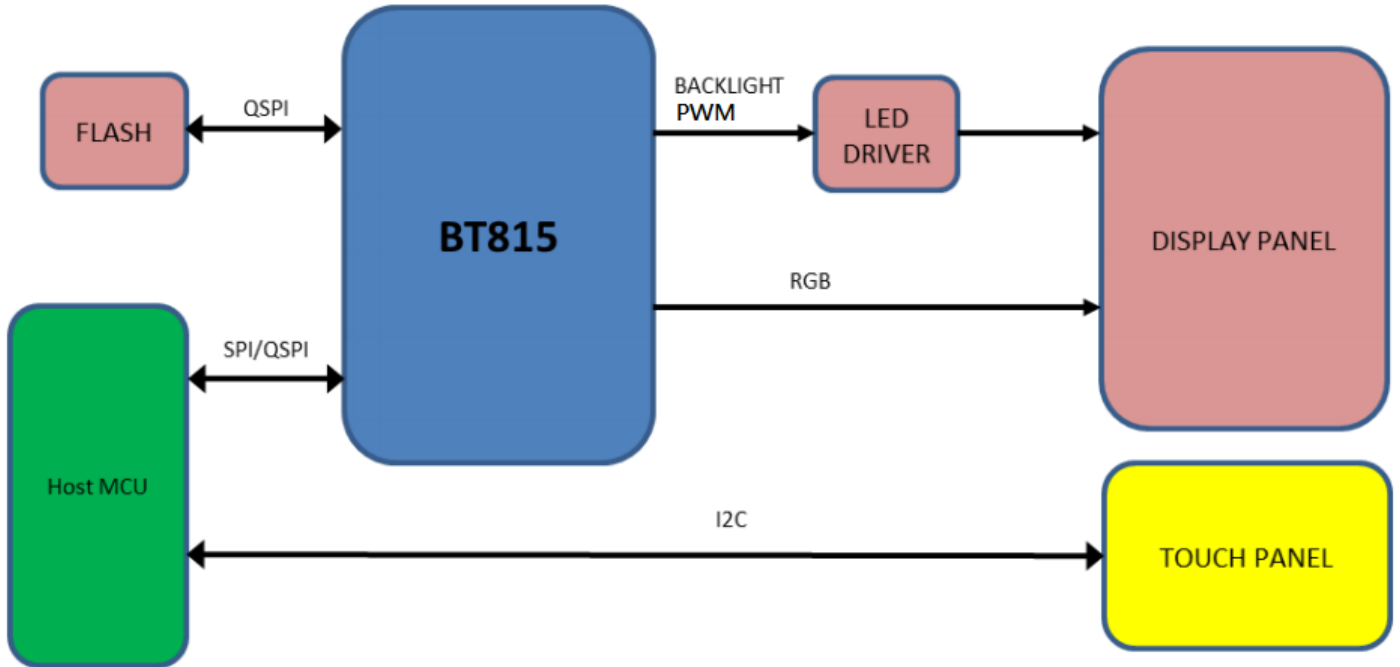 FLASH
QSPI
BT815
BACKLIGHT
PWM
LED
DRIVER
DISPLAY PANEL
RGB
SPI/QSPI
Host MCU
I2C
TOUCH PANEL